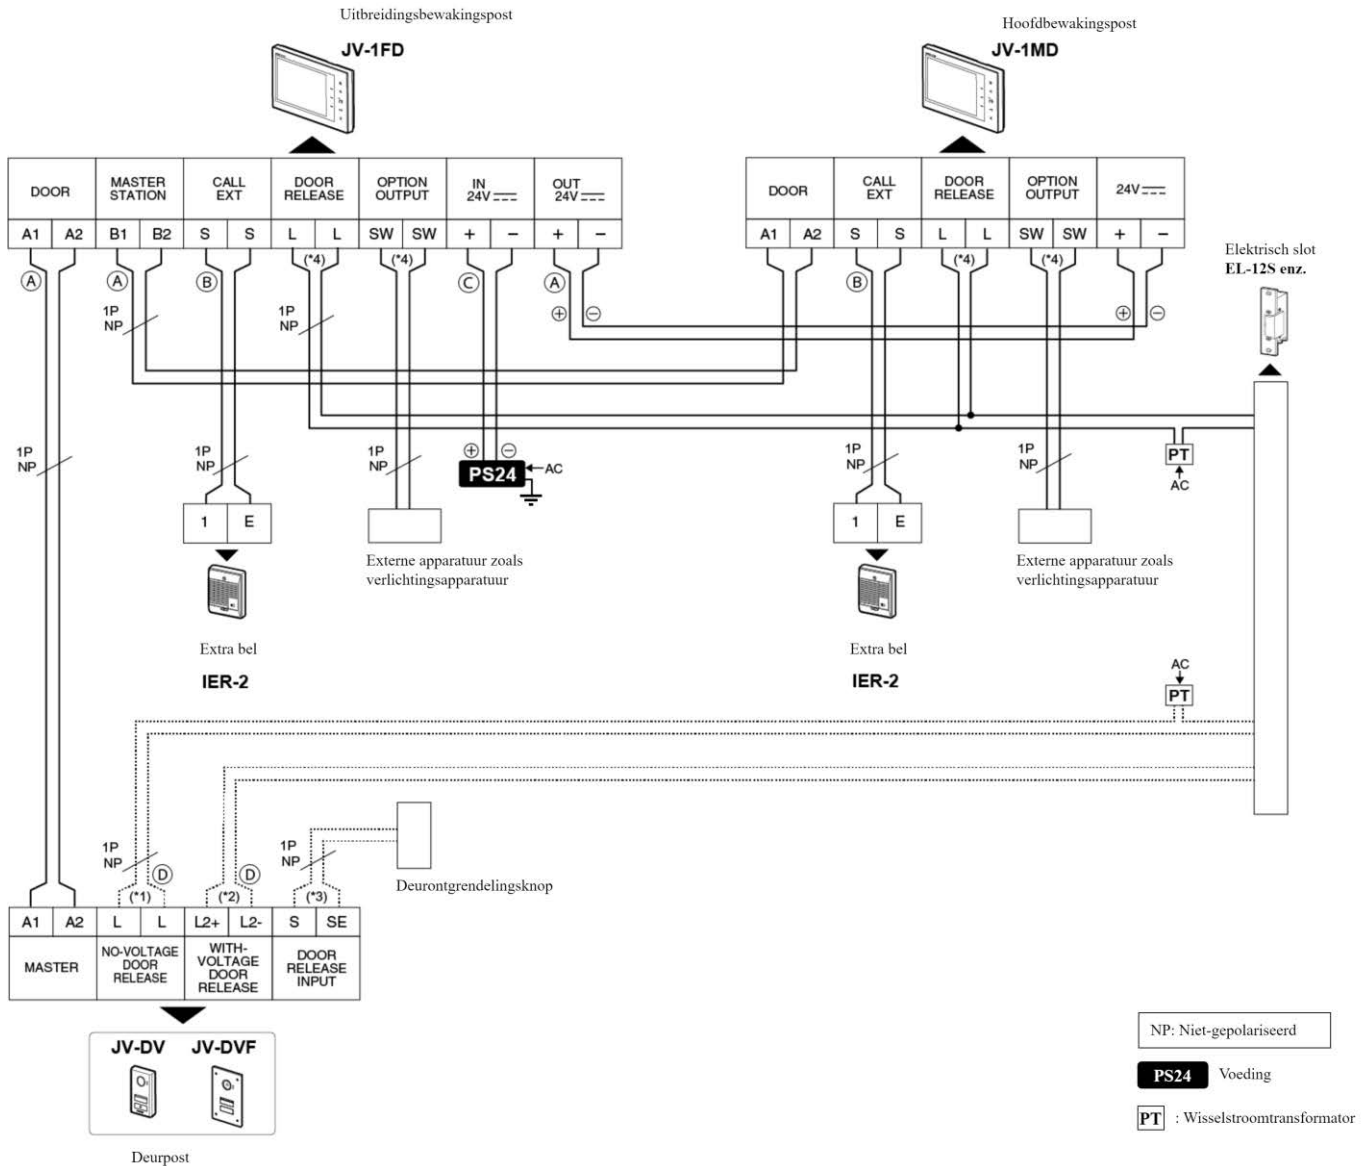 Uitbreidingsbewakingspost
JV-1FD
Hoofdbewakingspost
JV-1MD
DOOR
MASTER
STATION
CALL
EXT
DOOR
RELEASE
OPTION
OUTPUT
IN
24V
OUT
24V
A1 A2 B1 B2 S S L L SW SW + − + −
DOOR
CALL
EXT
DOOR
RELEASE
OPTION
OUTPUT
24V
A1 A2 S S L L SW SW + −
Elektrisch slot
EL-12S enz.
A A B (*4) (*4) C A
B (*4) (*4)
1P
NP
1P
NP
+ −
+ −
1P
NP
1P
NP
1P
NP
+ −
PS24
AC
1P
NP
1P
NP
PT
AC
1 E
1 E
Externe apparatuur zoals
verlichtingsapparatuur
Externe apparatuur zoals
verlichtingsapparatuur
Extra bel
IER-2
Extra bel
IER-2
AC
PT
1P
NP
D
D
1P
NP
Deurontgrendelingsknop
(*1) (*2) (*3)
A1 A2 L L L2+ L2- S SE
MASTER
NO-VOLTAGE
DOOR
RELEASE
WITH-
VOLTAGE
DOOR
RELEASE
DOOR
RELEASE
INPUT
JV-DV JV-DVF
Deurpost
NP: Niet-gepolariseerd
PS24 Voeding
PT : Wisselstroomtransformator